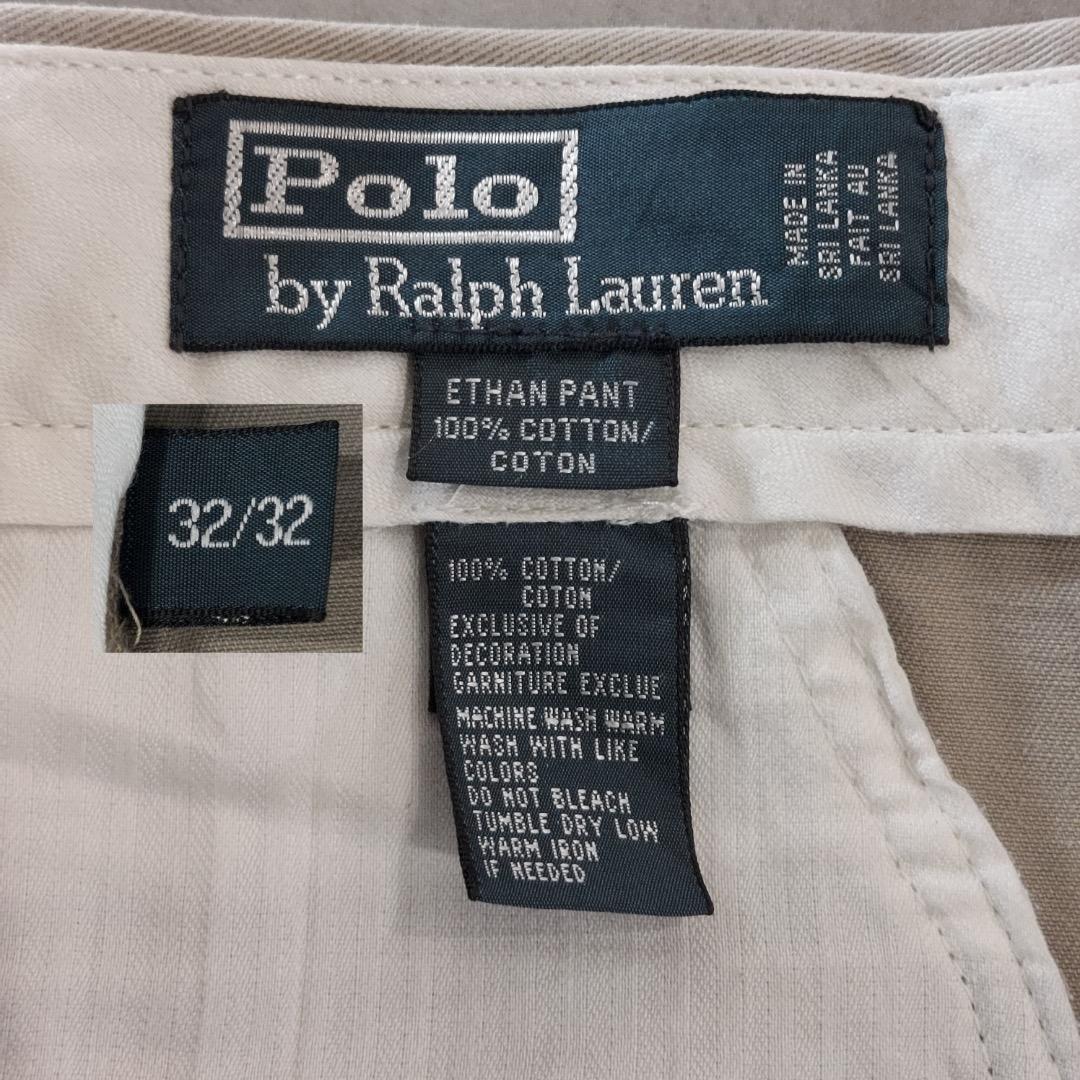 Polo
by Ralph Lauren
MADE IN
SRI LANKA
FAIT AU
SRI LANKA
ETHAN PANT
100% COTTON/
COTON
32/32
100% COTTON/
COTON
EXCLUSIVE OF
DECORATION
GARNITURE EXCLUE
MACHINE WASH WARM
WASH WITH LIKE
COLORS
DO NOT BLEACH
TUMBLE DRY LOW
WARM IRON
IF NEEDED